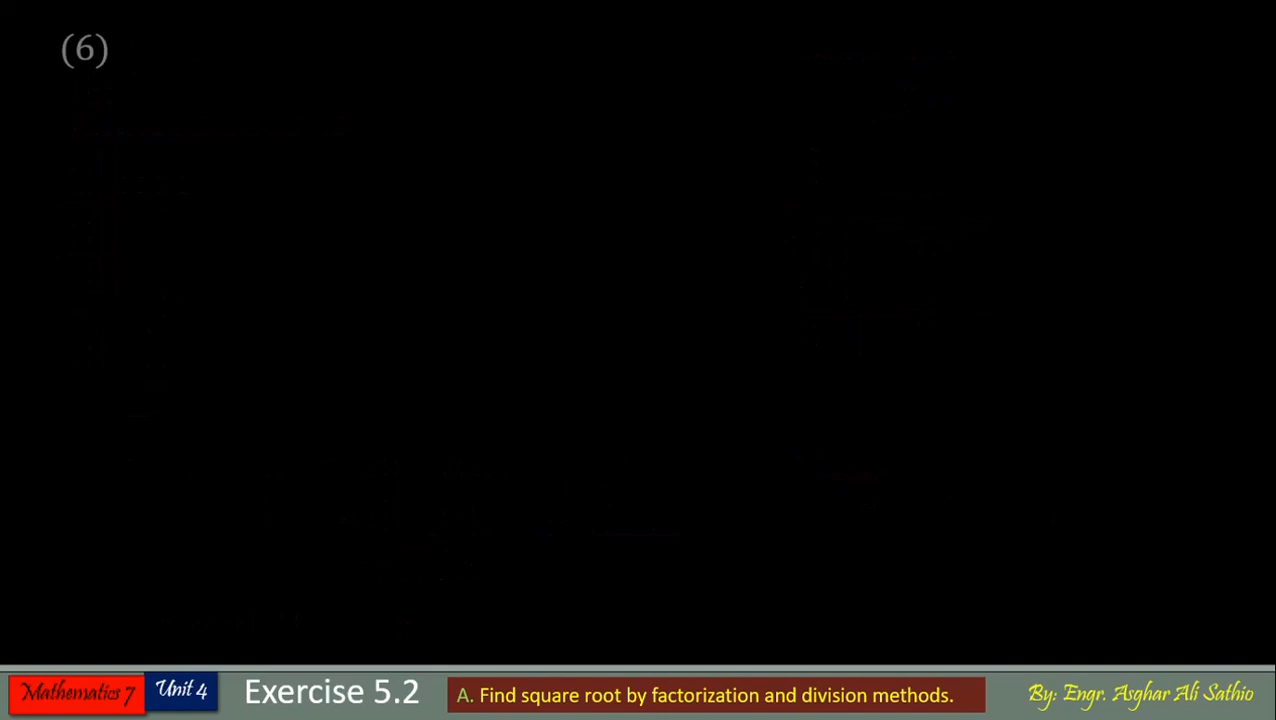 (6)
Mathematics 7
Unit 4
Exercise 5.2
A. Find square root by factorization and division methods.
By: Engr. Asghar Ali Sathio